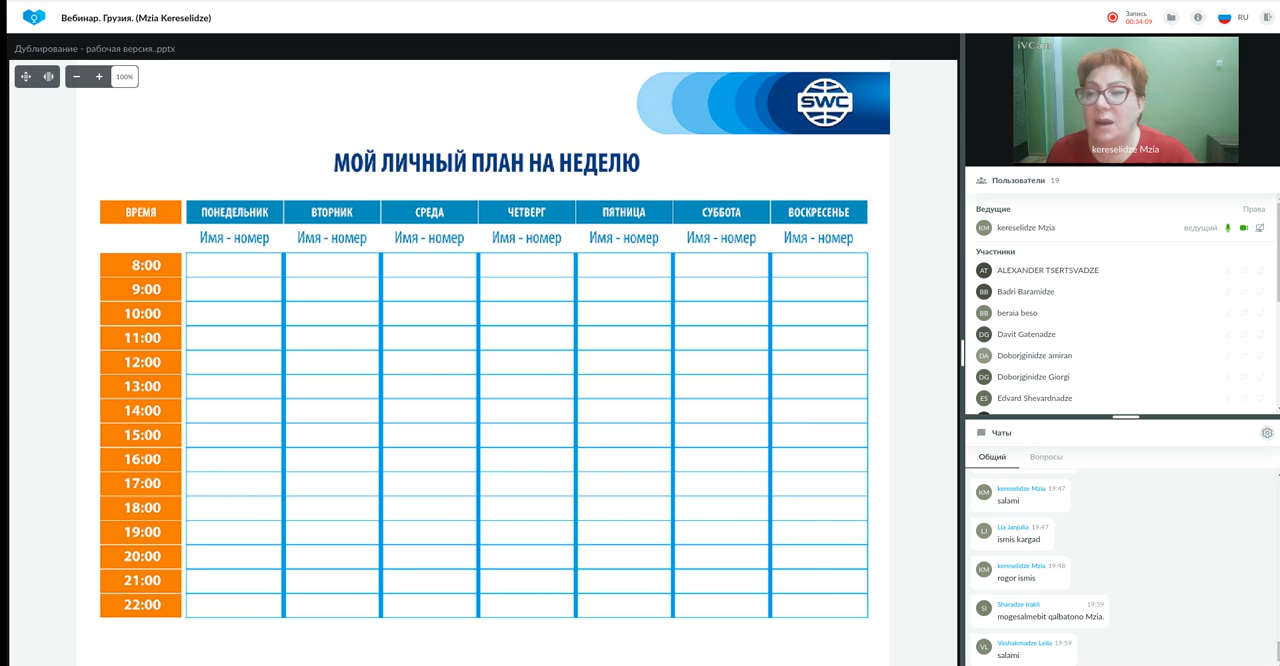 Вебинар. Грузия. (Mzia Kereselidze)
Запись
00:34:09
RU
Дублирование - рабочая версия..pptx
100%
SWC
МОЙ ЛИЧНЫЙ ПЛАН НА НЕДЕЛЮ
ВРЕМЯ ПОНЕДЕЛЬНИК ВТОРНИК СРЕДА ЧЕТВЕРГ ПЯТНИЦА СУББОТА ВОСКРЕСЕНЬЕ
Имя - номер Имя - номер Имя - номер Имя - номер Имя - номер Имя - номер Имя - номер
8:00
9:00
10:00
11:00
12:00
13:00
14:00
15:00
16:00
17:00
18:00
19:00
20:00
21:00
22:00
iVCam
kereselidze Mzia
Пользователи 19
Ведущие Права
KM kereselidze Mzia ведущий
Участники
AT ALEXANDER TSERTSVADZE
BB Badri Baramidze
BB beraia beso
DG Davit Gatenadze
DA Doborjginidze amiran
DG Doborjginidze Giorgi
ES Edvard Shevardnadze
Чаты
Общий Вопросы
KM kereselidze Mzia 19:47
salami
LJ Lia Janjulia 19:47
ismis kargad
KM kereselidze Mzia 19:48
rogor ismis
SI Sharadze Irakli 19:59
mogesalmebit qalbatono Mzia.
VL Vashakmadze Leila 19:59
salami